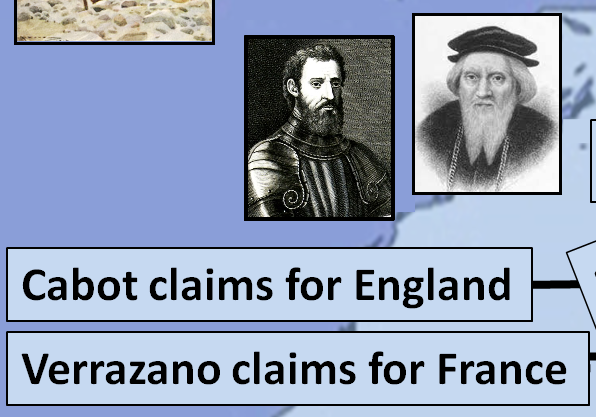 Cabot claims for England
Verrazano claims for France